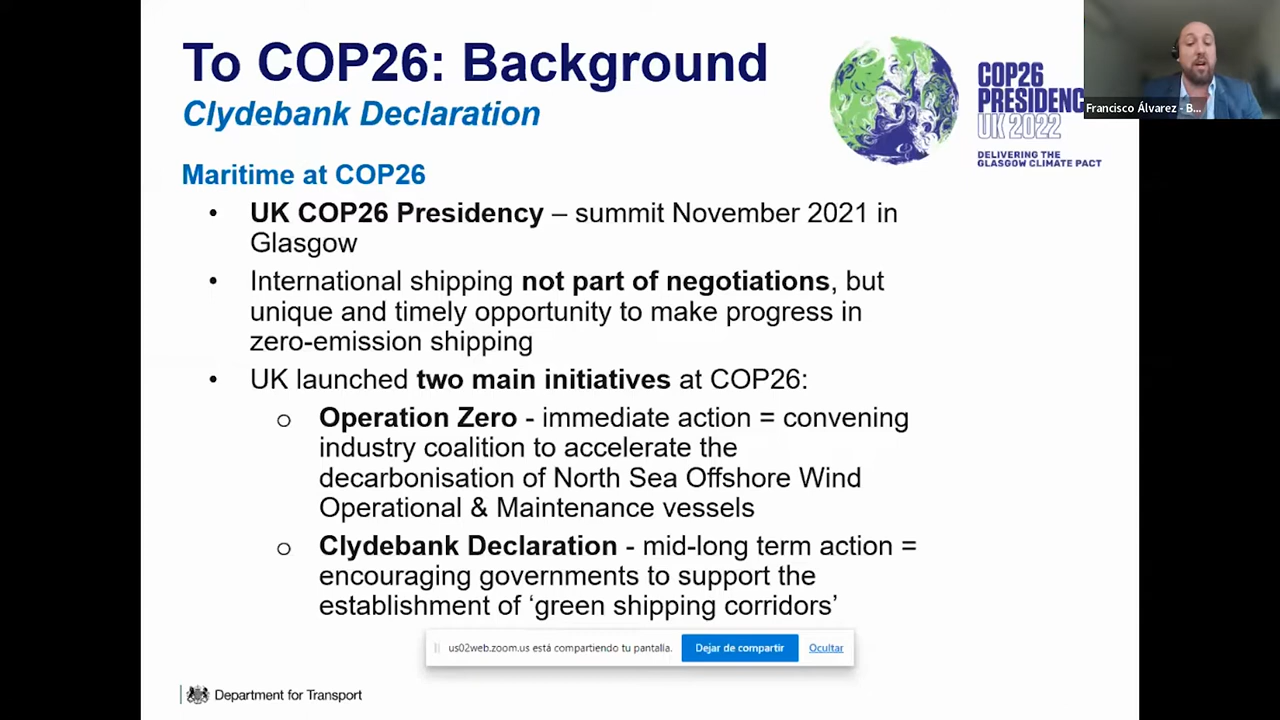 To COP26: Background
Clydebank Declaration
COP26
PRESIDENC
UK 2022
DELIVERING THE
GLASGOW CLIMATE PACT
Francisco Álvarez - B...
Maritime at COP26
• UK COP26 Presidency – summit November 2021 in
Glasgow
• International shipping not part of negotiations, but
unique and timely opportunity to make progress in
zero-emission shipping
• UK launched two main initiatives at COP26:
o Operation Zero - immediate action = convening
industry coalition to accelerate the
decarbonisation of North Sea Offshore Wind
Operational & Maintenance vessels
o Clydebank Declaration - mid-long term action =
encouraging governments to support the
establishment of ‘green shipping corridors’
us02web.zoom.us está compartiendo tu pantalla. Dejar de compartir Ocultar
Department for Transport